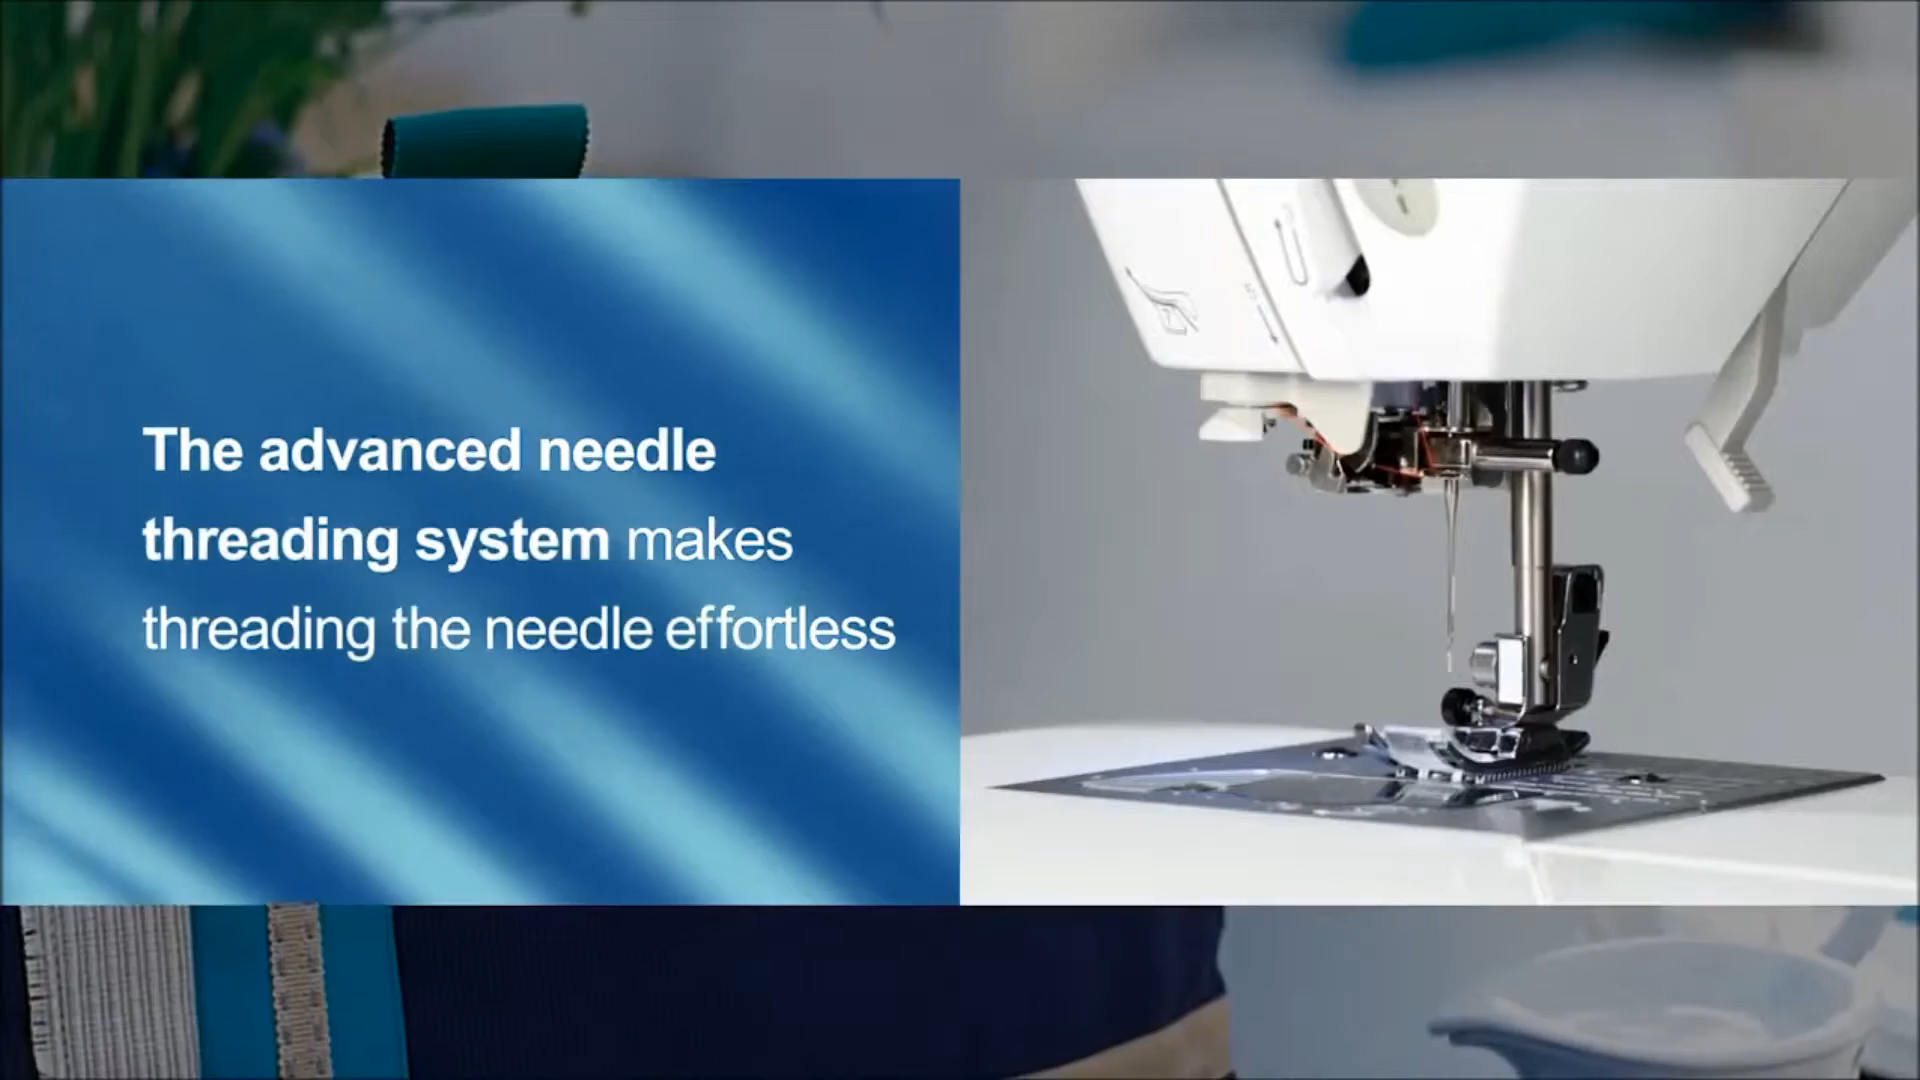 The advanced needle
threading system makes
threading the needle effortless